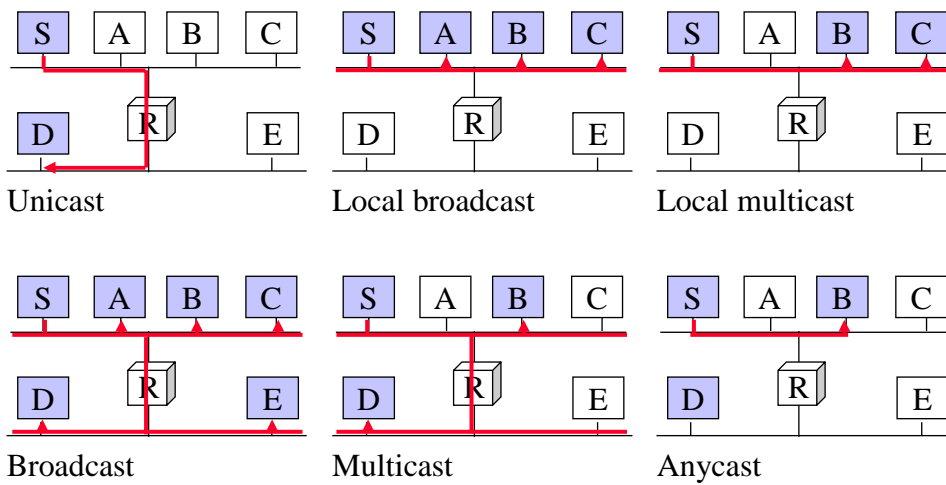 S A B C S A B C S A B C
D R E D R E D R E
Unicast Local broadcast Local multicast
S A B C S A B C S A B C
D R E D R E D R E
Broadcast Multicast Anycast